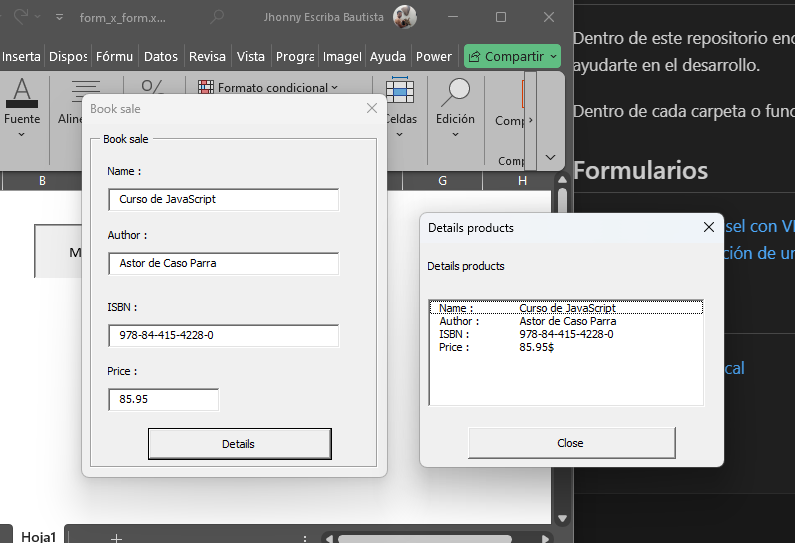 form_x_form.x...
Jhonny Escriba Bautista
Inserta Dispos Fórmu Datos Revisa Vista Progra Imagel Ayuda Power Compartir
Formato condicional
Fuente
Aline
%
Celdas
Edición
Comp
Comp
B
G
H
M
Book sale
Book sale
Name :
Curso de JavaScript
Author :
Astor de Caso Parra
ISBN :
978-84-415-4228-0
Price :
85.95
Details
Details products
Details products
Name : Curso de JavaScript
Author : Astor de Caso Parra
ISBN : 978-84-415-4228-0
Price : 85.95$
Close
Hoja1
Dentro de este repositorio enc
ayudarte en el desarrollo.
Dentro de cada carpeta o func
Formularios
sel con VI
ción de un
cal